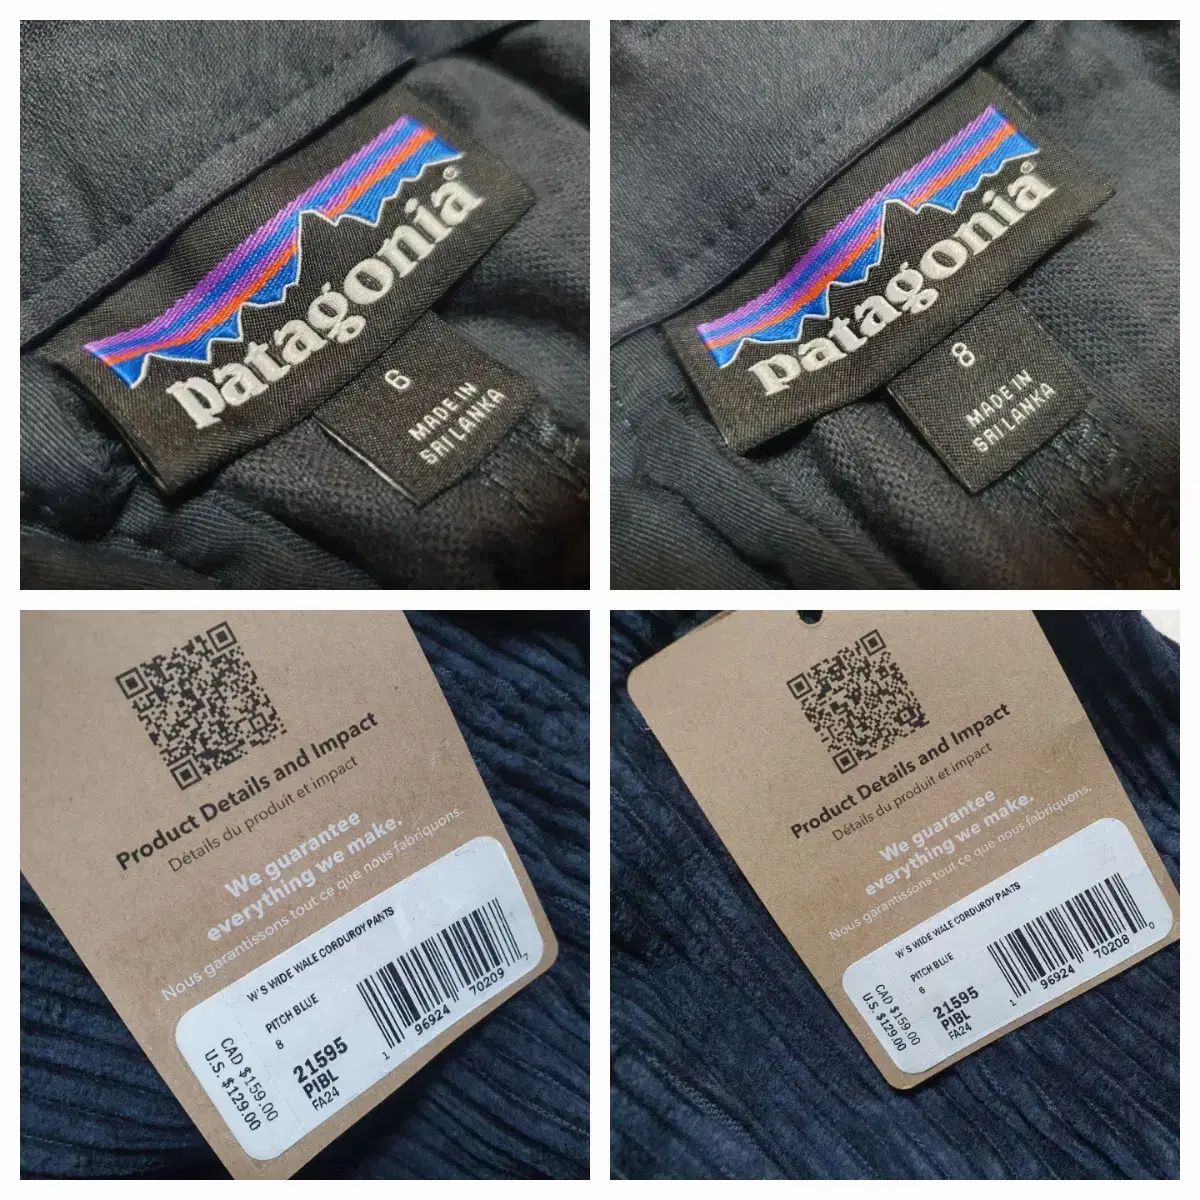 patagonia®
6
MADE IN
SRI LANKA
patagonia®
8
MADE IN
SRI LANKA
Product Details and Impact
Détails du produit et impact
We guarantee
everything we make.
Nous garantissons tout ce que nous fabriquons.
W'S WIDE WALE CORDUROY PANTS
PITCH BLUE
8
1 96924 70209 7
CAD $159.00
U.S. $129.00
21595
PIBL
FA24
Product Details and Impact
Détails du produit et impact
We guarantee
everything we make.
Nous garantissons tout ce que nous fabriquons.
W'S WIDE WALE CORDUROY PANTS
PITCH BLUE
6
1 96924 70208 0
CAD $159.00
U.S. $129.00
21595
PIBL
FA24